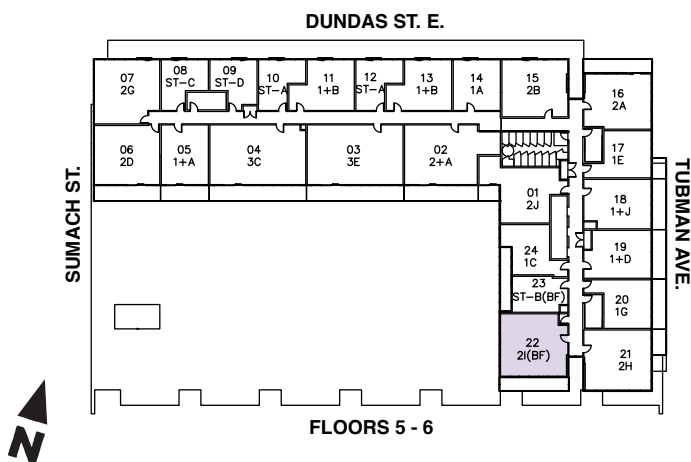 DUNDAS ST. E.
07
2G
08
ST-C
09
ST-D
10
ST-A
11
1+B
12
ST-A
13
1+B
14
1A
15
2B
16
2A
06
2D
05
1+A
04
3C
03
3E
02
2+A
17
1E
01
2J
18
1+J
24
1C
19
1+D
23
ST-B(BF)
20
1G
22
2I(BF)
21
2H
SUMACH ST.
TUBMAN AVE.
FLOORS 5 - 6
N